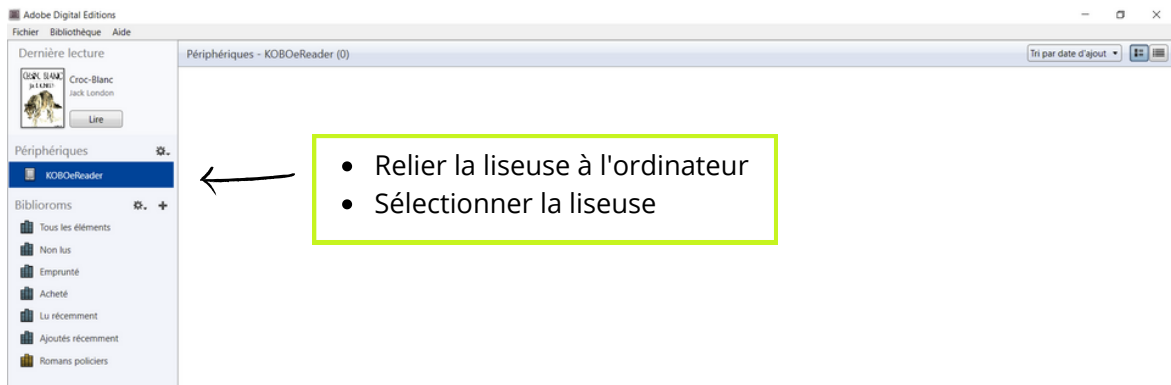 Adobe Digital Editions
Fichier Bibliothèque Aide
Dernière lecture
Croc-Blanc
Jack London
Lire
Périphériques
KOBOeReader
Biblioroms
Tous les éléments
Non lus
Emprunté
Acheté
Lu récemment
Ajoutés récemment
Romans policiers
Périphériques - KOBOeReader (0)
Tri par date d'ajout
• Relier la liseuse à l'ordinateur
• Sélectionner la liseuse